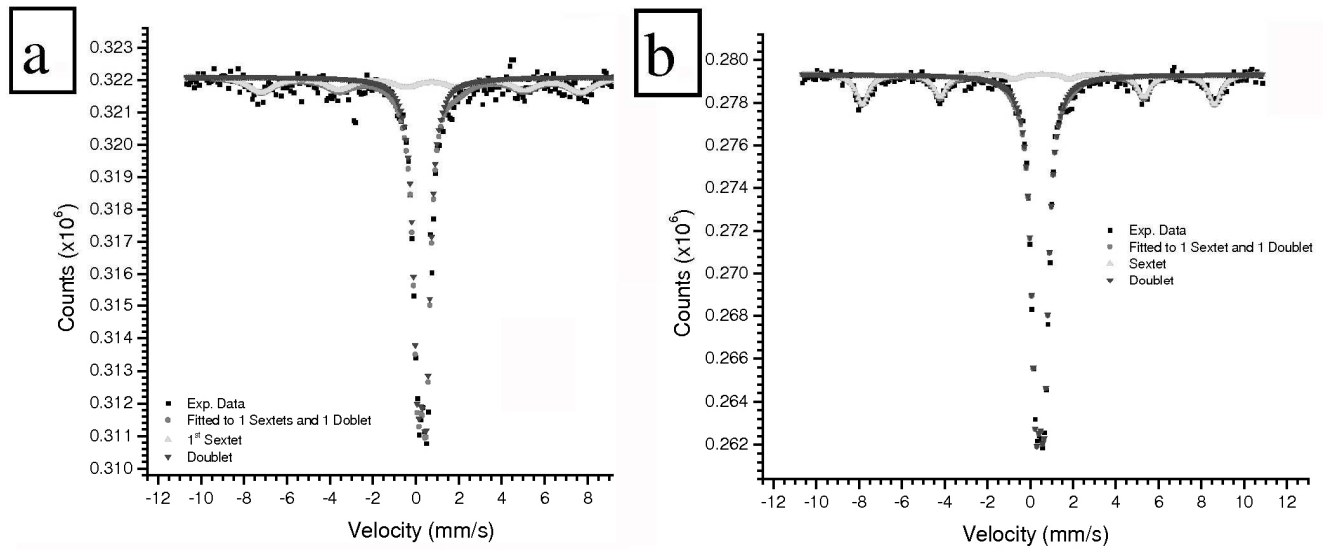 a
0.323
0.322
0.321
0.320
0.319
0.318
0.317
0.316
0.315
0.314
0.313
0.312
0.311
0.310
Counts (x10⁶)
Exp. Data
Fitted to 1 Sextets and 1 Doblet
1st Sextet
Doublet
-12 -10 -8 -6 -4 -2 0 2 4 6 8
Velocity (mm/s)
b
0.280
0.278
0.276
0.274
0.272
0.270
0.268
0.266
0.264
0.262
Counts (x10⁶)
Exp. Data
Fitted to 1 Sextet and 1 Doublet
Sextet
Doublet
-12 -10 -8 -6 -4 -2 0 2 4 6 8 10 12
Velocity (mm/s)